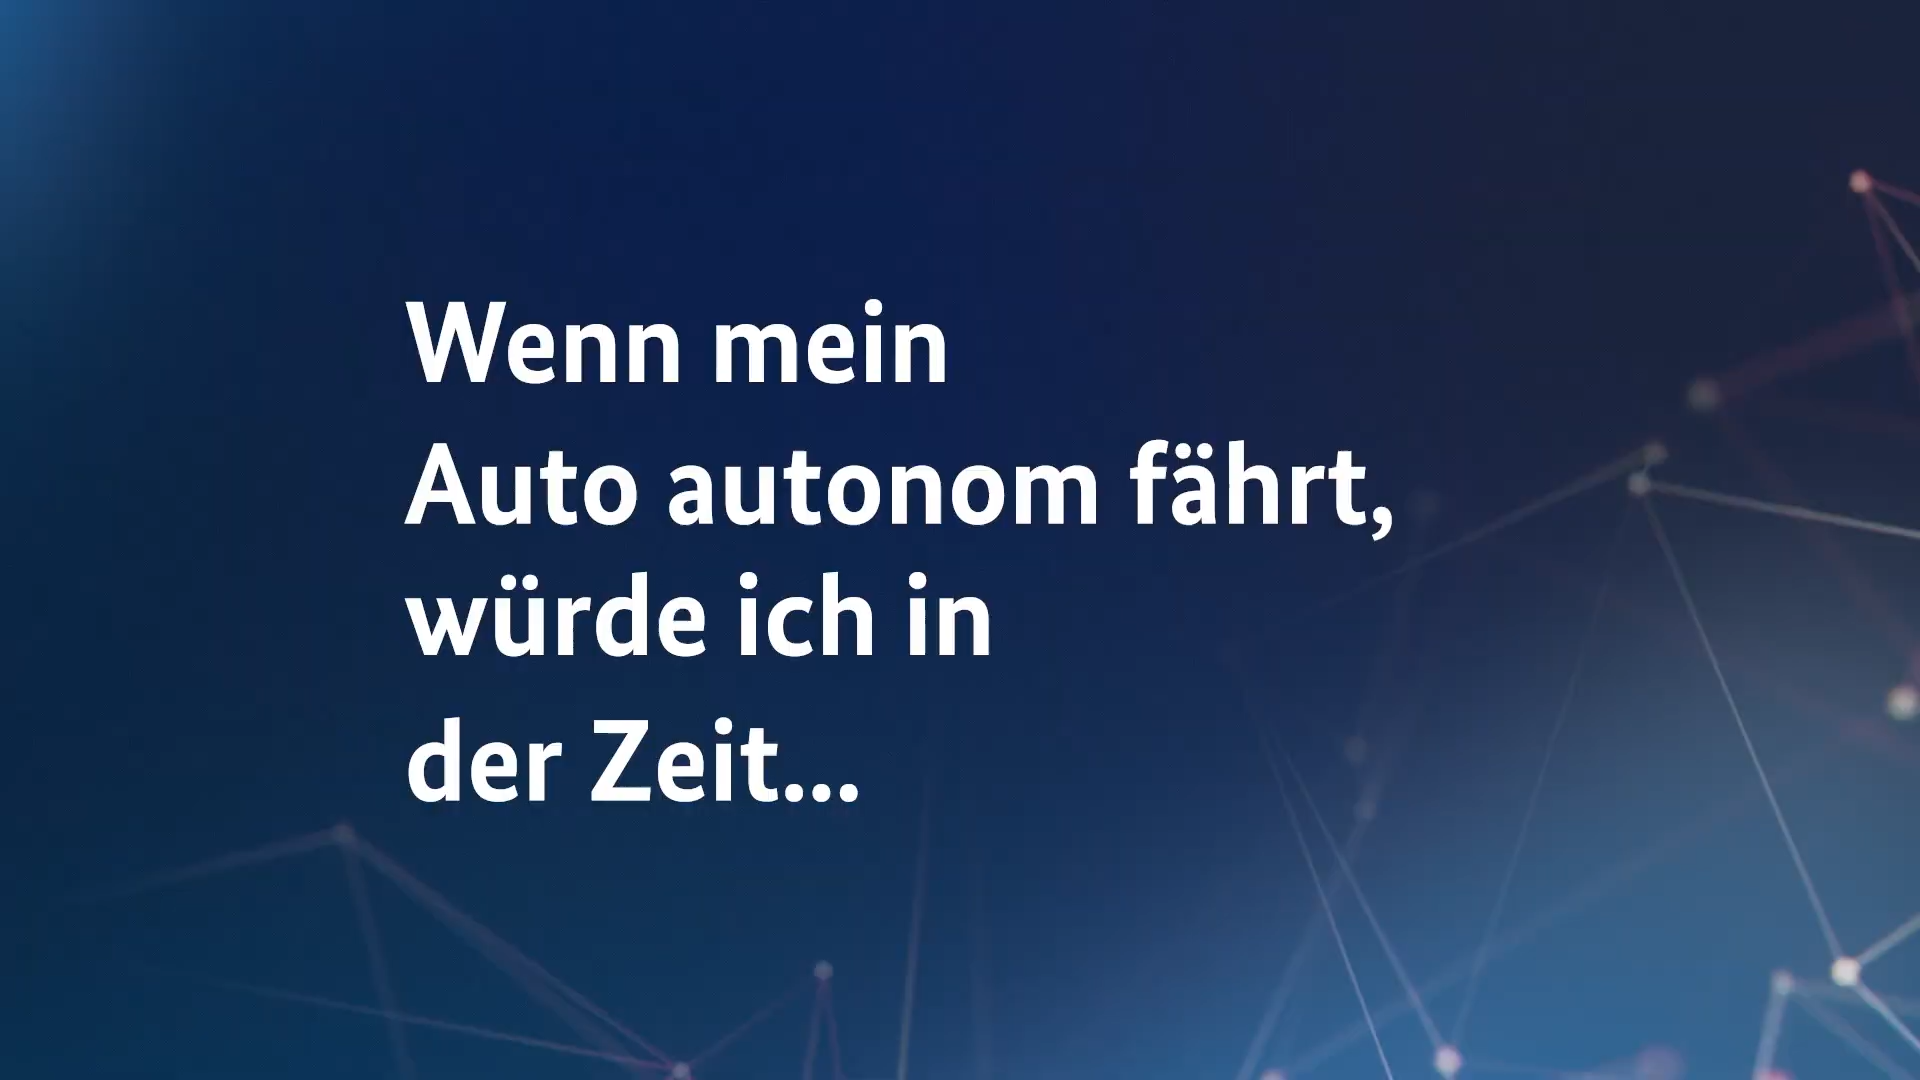 Wenn mein
Auto autonom fährt,
würde ich in
der Zeit...